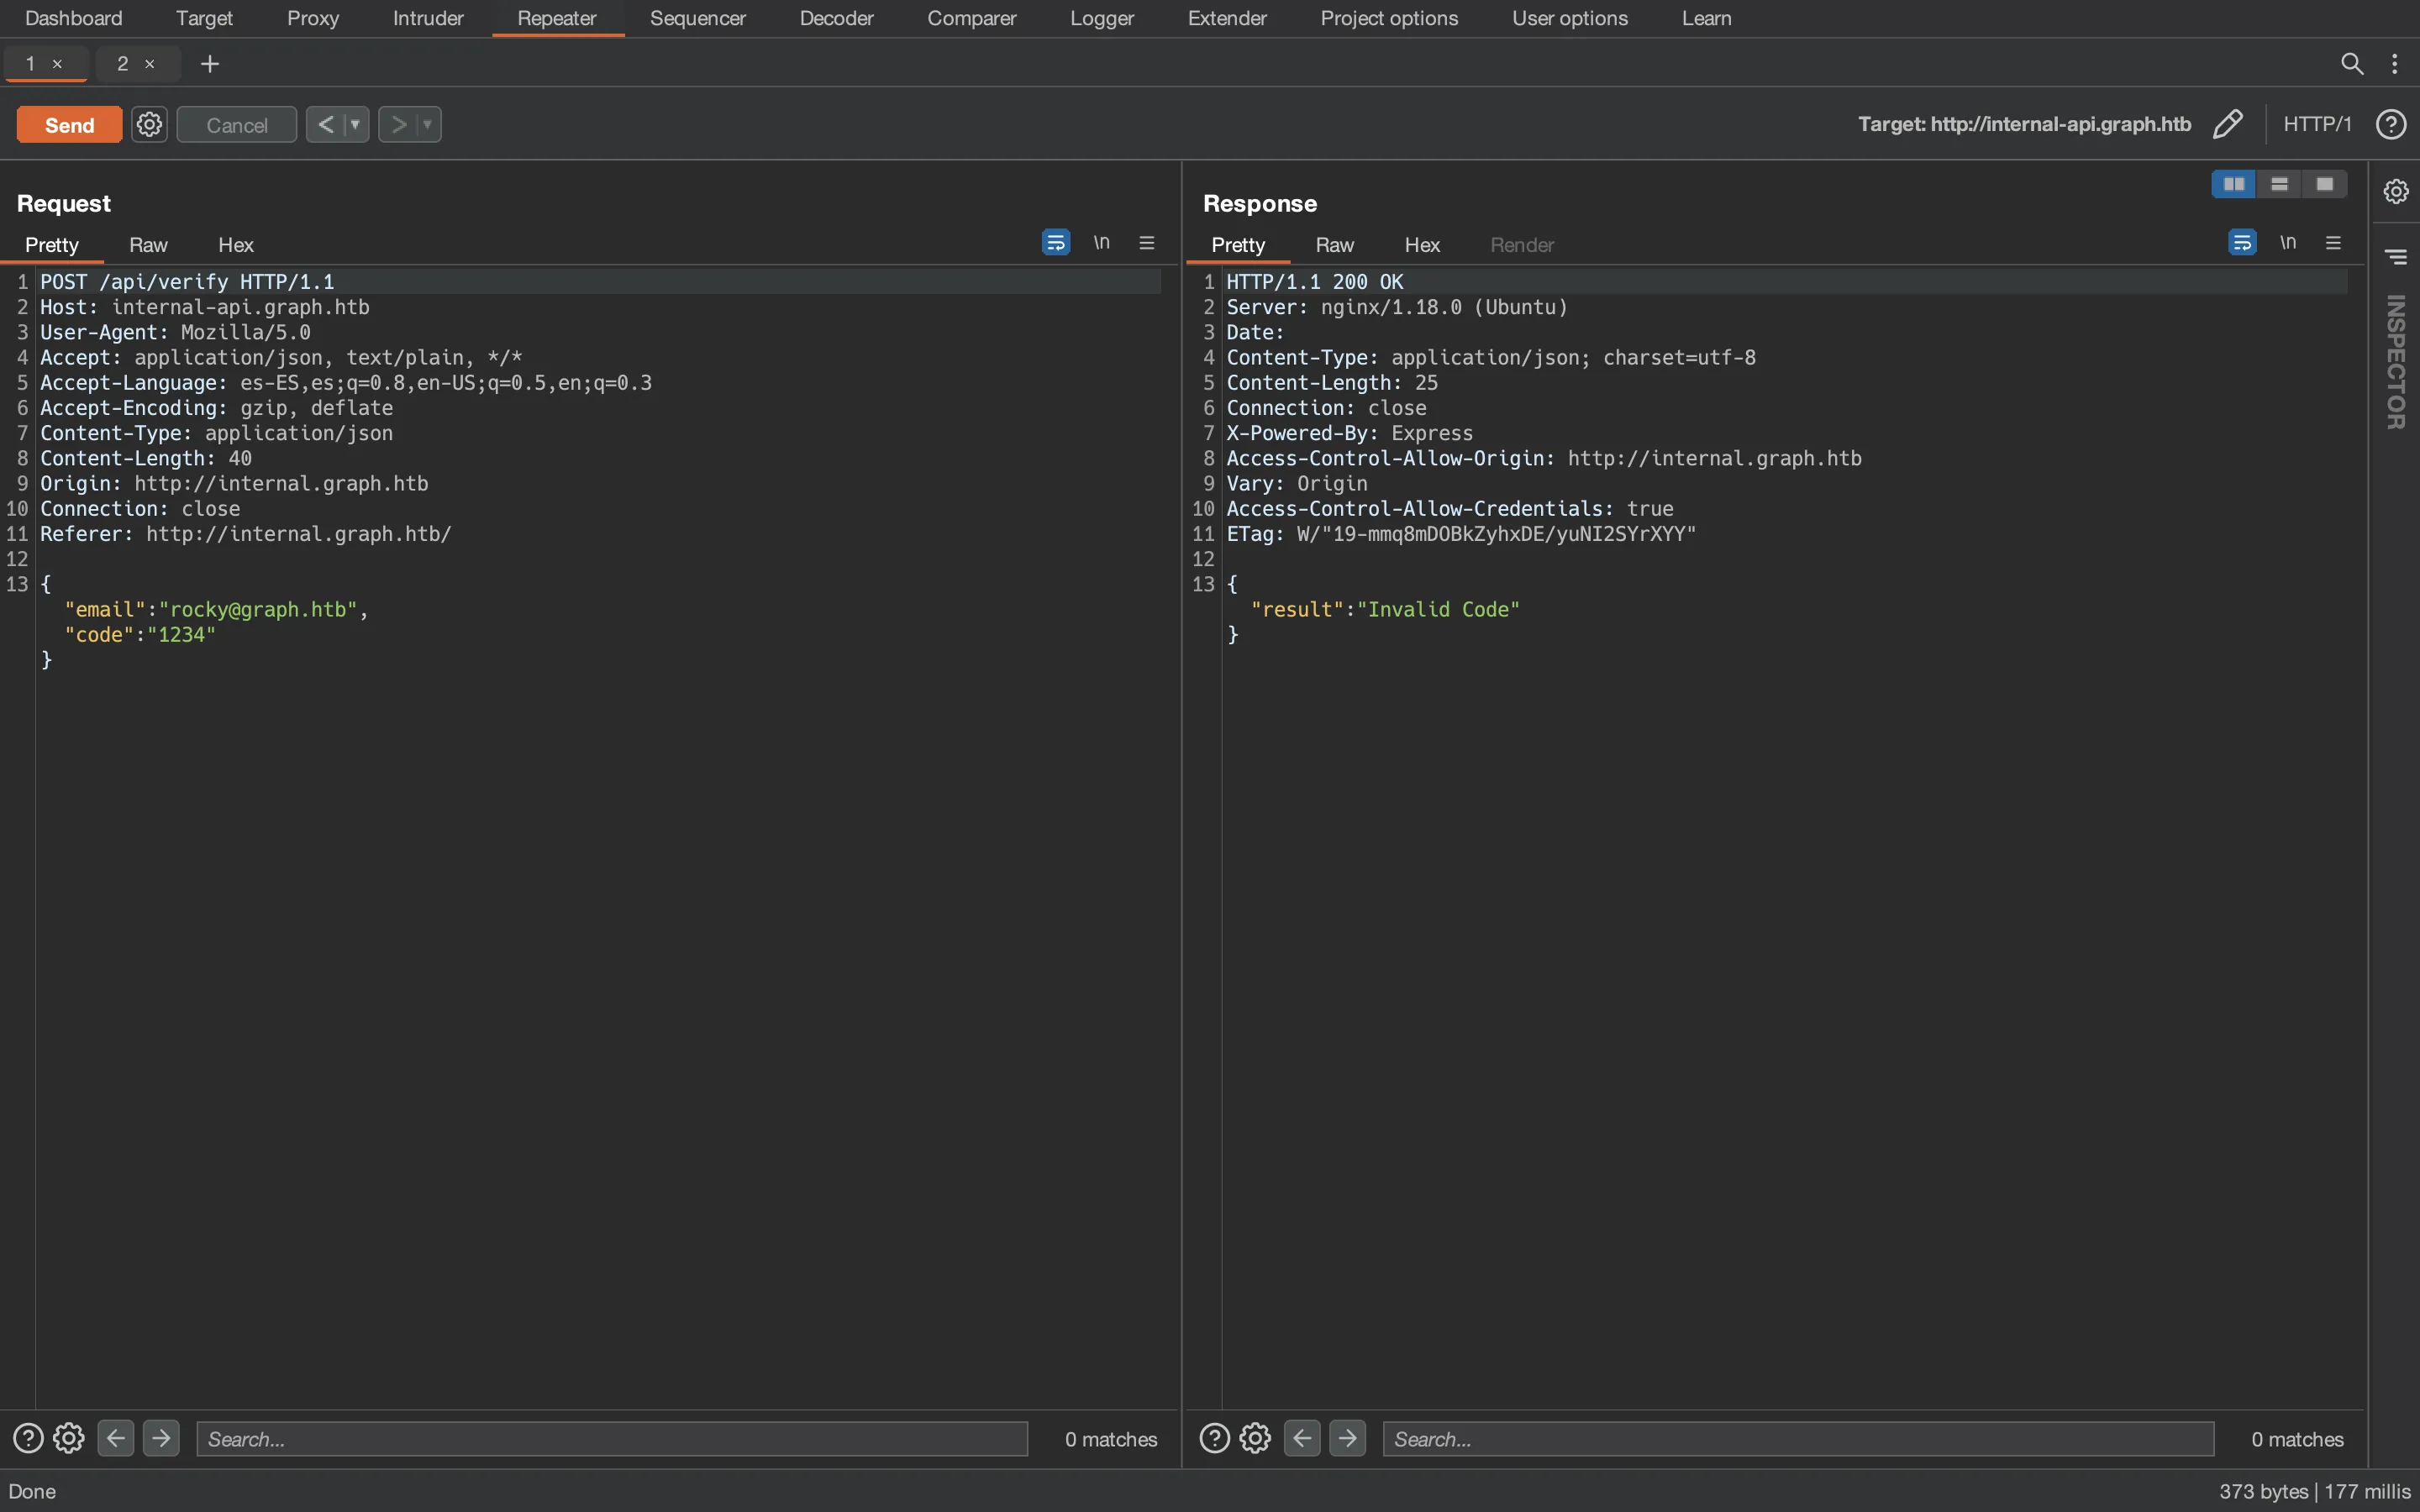 Dashboard Target Proxy Intruder Repeater Sequencer Decoder Comparer Logger Extender Project options User options Learn
1 × 2 × +
Send Cancel < > Target: http://internal-api.graph.htb HTTP/1 ?
Request
Pretty Raw Hex \n
1 POST /api/verify HTTP/1.1
2 Host: internal-api.graph.htb
3 User-Agent: Mozilla/5.0
4 Accept: application/json, text/plain, */*
5 Accept-Language: es-ES,es;q=0.8,en-US;q=0.5,en;q=0.3
6 Accept-Encoding: gzip, deflate
7 Content-Type: application/json
8 Content-Length: 40
9 Origin: http://internal.graph.htb
10 Connection: close
11 Referer: http://internal.graph.htb/
12
13 {
"email":"rocky@graph.htb",
"code":"1234"
}
? Search... 0 matches
Response
Pretty Raw Hex Render \n
1 HTTP/1.1 200 OK
2 Server: nginx/1.18.0 (Ubuntu)
3 Date:
4 Content-Type: application/json; charset=utf-8
5 Content-Length: 25
6 Connection: close
7 X-Powered-By: Express
8 Access-Control-Allow-Origin: http://internal.graph.htb
9 Vary: Origin
10 Access-Control-Allow-Credentials: true
11 ETag: W/"19-mmq8mDOBkZyhxDE/yuNI2SYrXYY"
12
13 {
"result":"Invalid Code"
}
? Search... 0 matches
INSPECTOR
Done
373 bytes | 177 millis